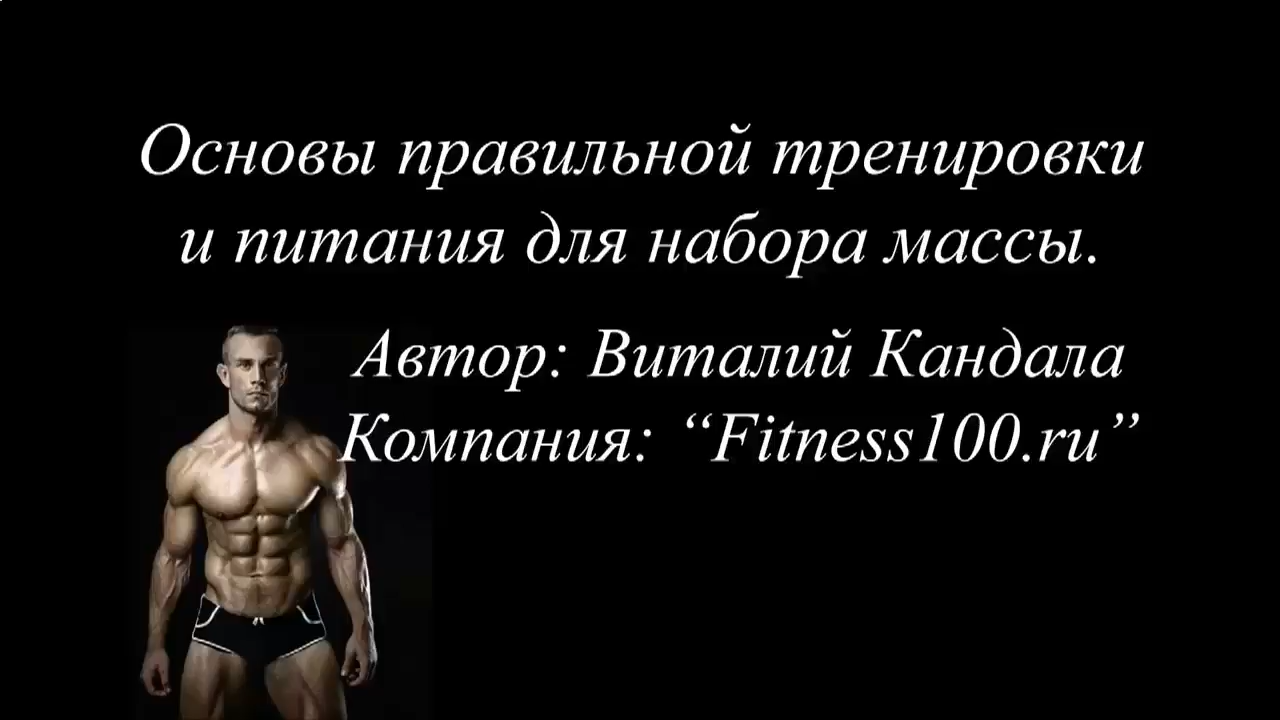 Основы правильной тренировки
и питания для набора массы.
Автор: Виталий Кандала
Компания: “Fitness100.ru”